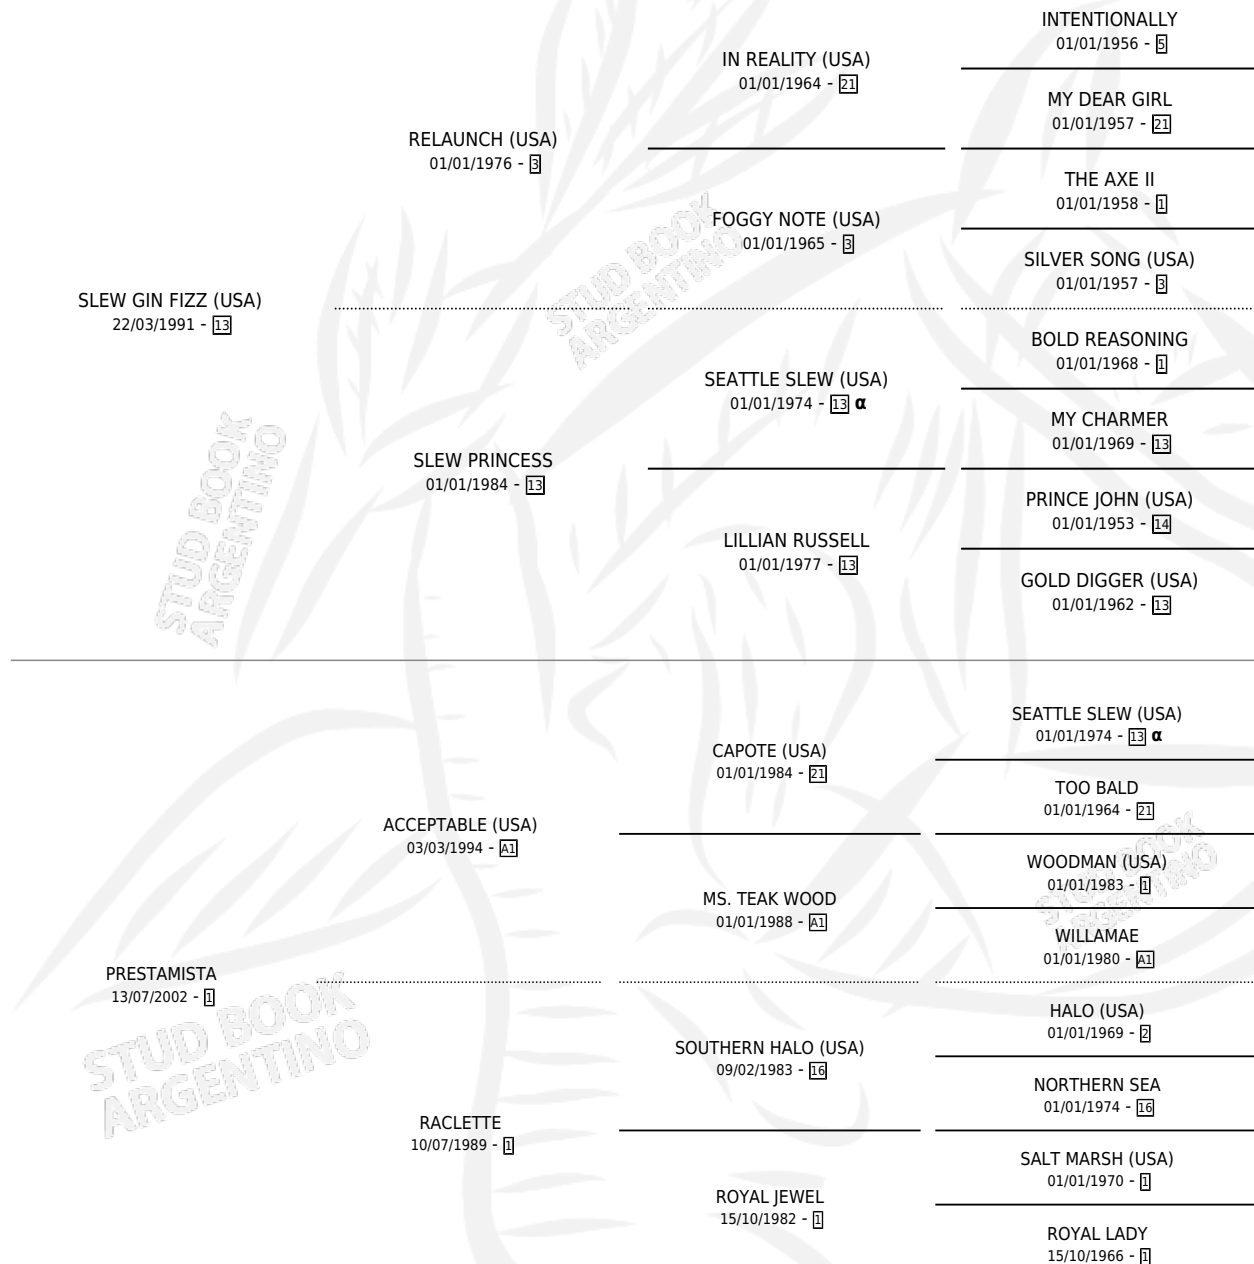 INTENTIONALLY
01/01/1956 - 5
IN REALITY (USA)
01/01/1964 - 21
MY DEAR GIRL
01/01/1957 - 21
RELAUNCH (USA)
01/01/1976 - 3
THE AXE II
01/01/1958 - 1
FOGGY NOTE (USA)
01/01/1965 - 3
SILVER SONG (USA)
01/01/1957 - 3
SLEW GIN FIZZ (USA)
22/03/1991 - 13
BOLD REASONING
01/01/1968 - 1
SEATTLE SLEW (USA)
01/01/1974 - 13 α
MY CHARMER
01/01/1969 - 13
SLEW PRINCESS
01/01/1984 - 13
PRINCE JOHN (USA)
01/01/1953 - 14
LILLIAN RUSSELL
01/01/1977 - 13
GOLD DIGGER (USA)
01/01/1962 - 13
SEATTLE SLEW (USA)
01/01/1974 - 13 α
CAPOTE (USA)
01/01/1984 - 21
TOO BALD
01/01/1964 - 21
ACCEPTABLE (USA)
03/03/1994 - A1
WOODMAN (USA)
01/01/1983 - 1
MS. TEAK WOOD
01/01/1988 - A1
WILLAMAE
01/01/1980 - A1
PRESTAMISTA
13/07/2002 - 1
HALO (USA)
01/01/1969 - 2
SOUTHERN HALO (USA)
09/02/1983 - 16
NORTHERN SEA
01/01/1974 - 16
RACLETTE
10/07/1989 - 1
SALT MARSH (USA)
01/01/1970 - 1
ROYAL JEWEL
15/10/1982 - 1
ROYAL LADY
15/10/1966 - 1
STUD BOOK
ARGENTINO
STUD BOOK
ARGENTINO
STUD BOOK
ARGENTINO
STUD BOOK
ARGENTINO